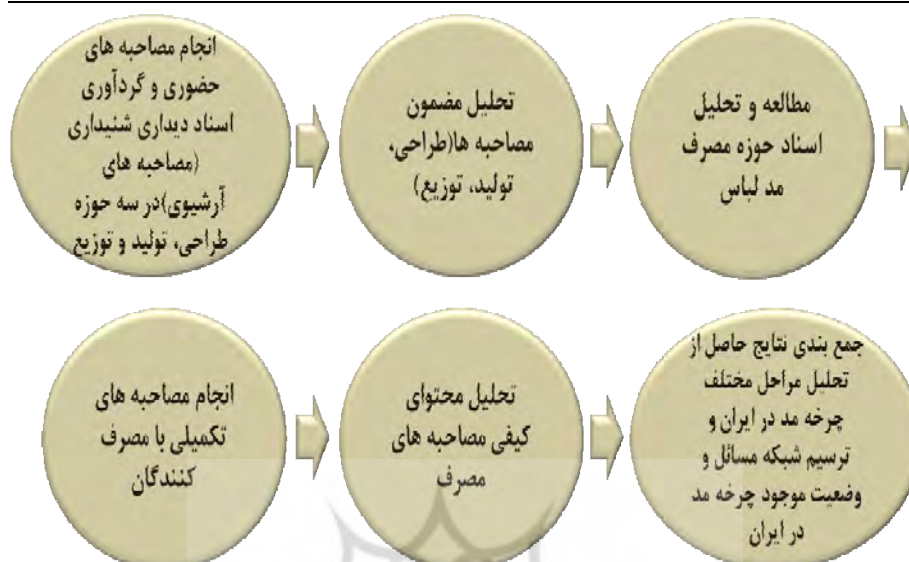 انجام مصاحبه های
حضوری و گردآوری
اسناد دیداری شنیداری
(مصاحبه های
آرشیوی)در سه حوزه
طراحی، تولید و توزیع
تحلیل مضمون
مصاحبه ها(طراحی،
تولید، توزیع)
مطالعه و تحلیل
اسناد حوزه مصرف
مد لباس
انجام مصاحبه های
تکمیلی با مصرف
کنندگان
تحلیل محتوای
کیفی مصاحبه های
مصرف
جمع بندی نتایج حاصل از
تحلیل مراحل مختلف
چرخه مد در ایران و
ترسیم شبکه مسائل و
وضعیت موجود چرخه مد
در ایران